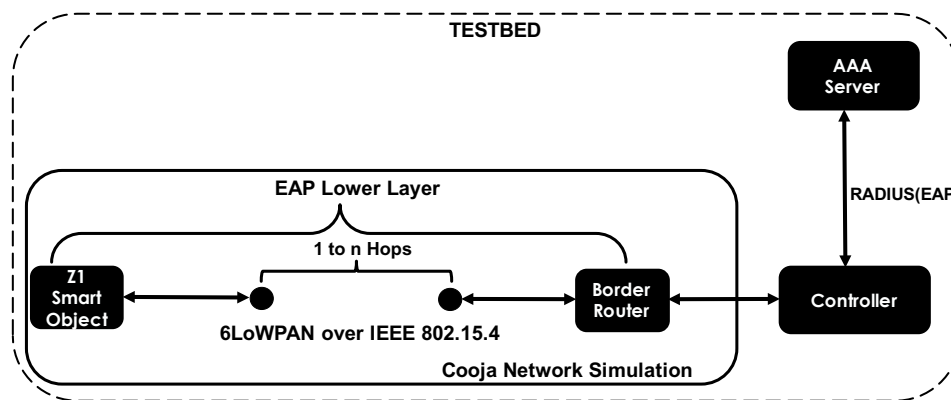 TESTBED
AAA
Server
EAP Lower Layer
RADIUS(EAP
1 to n Hops
Z1
Smart
Object
Border
Router
Controller
6LoWPAN over IEEE 802.15.4
Cooja Network Simulation